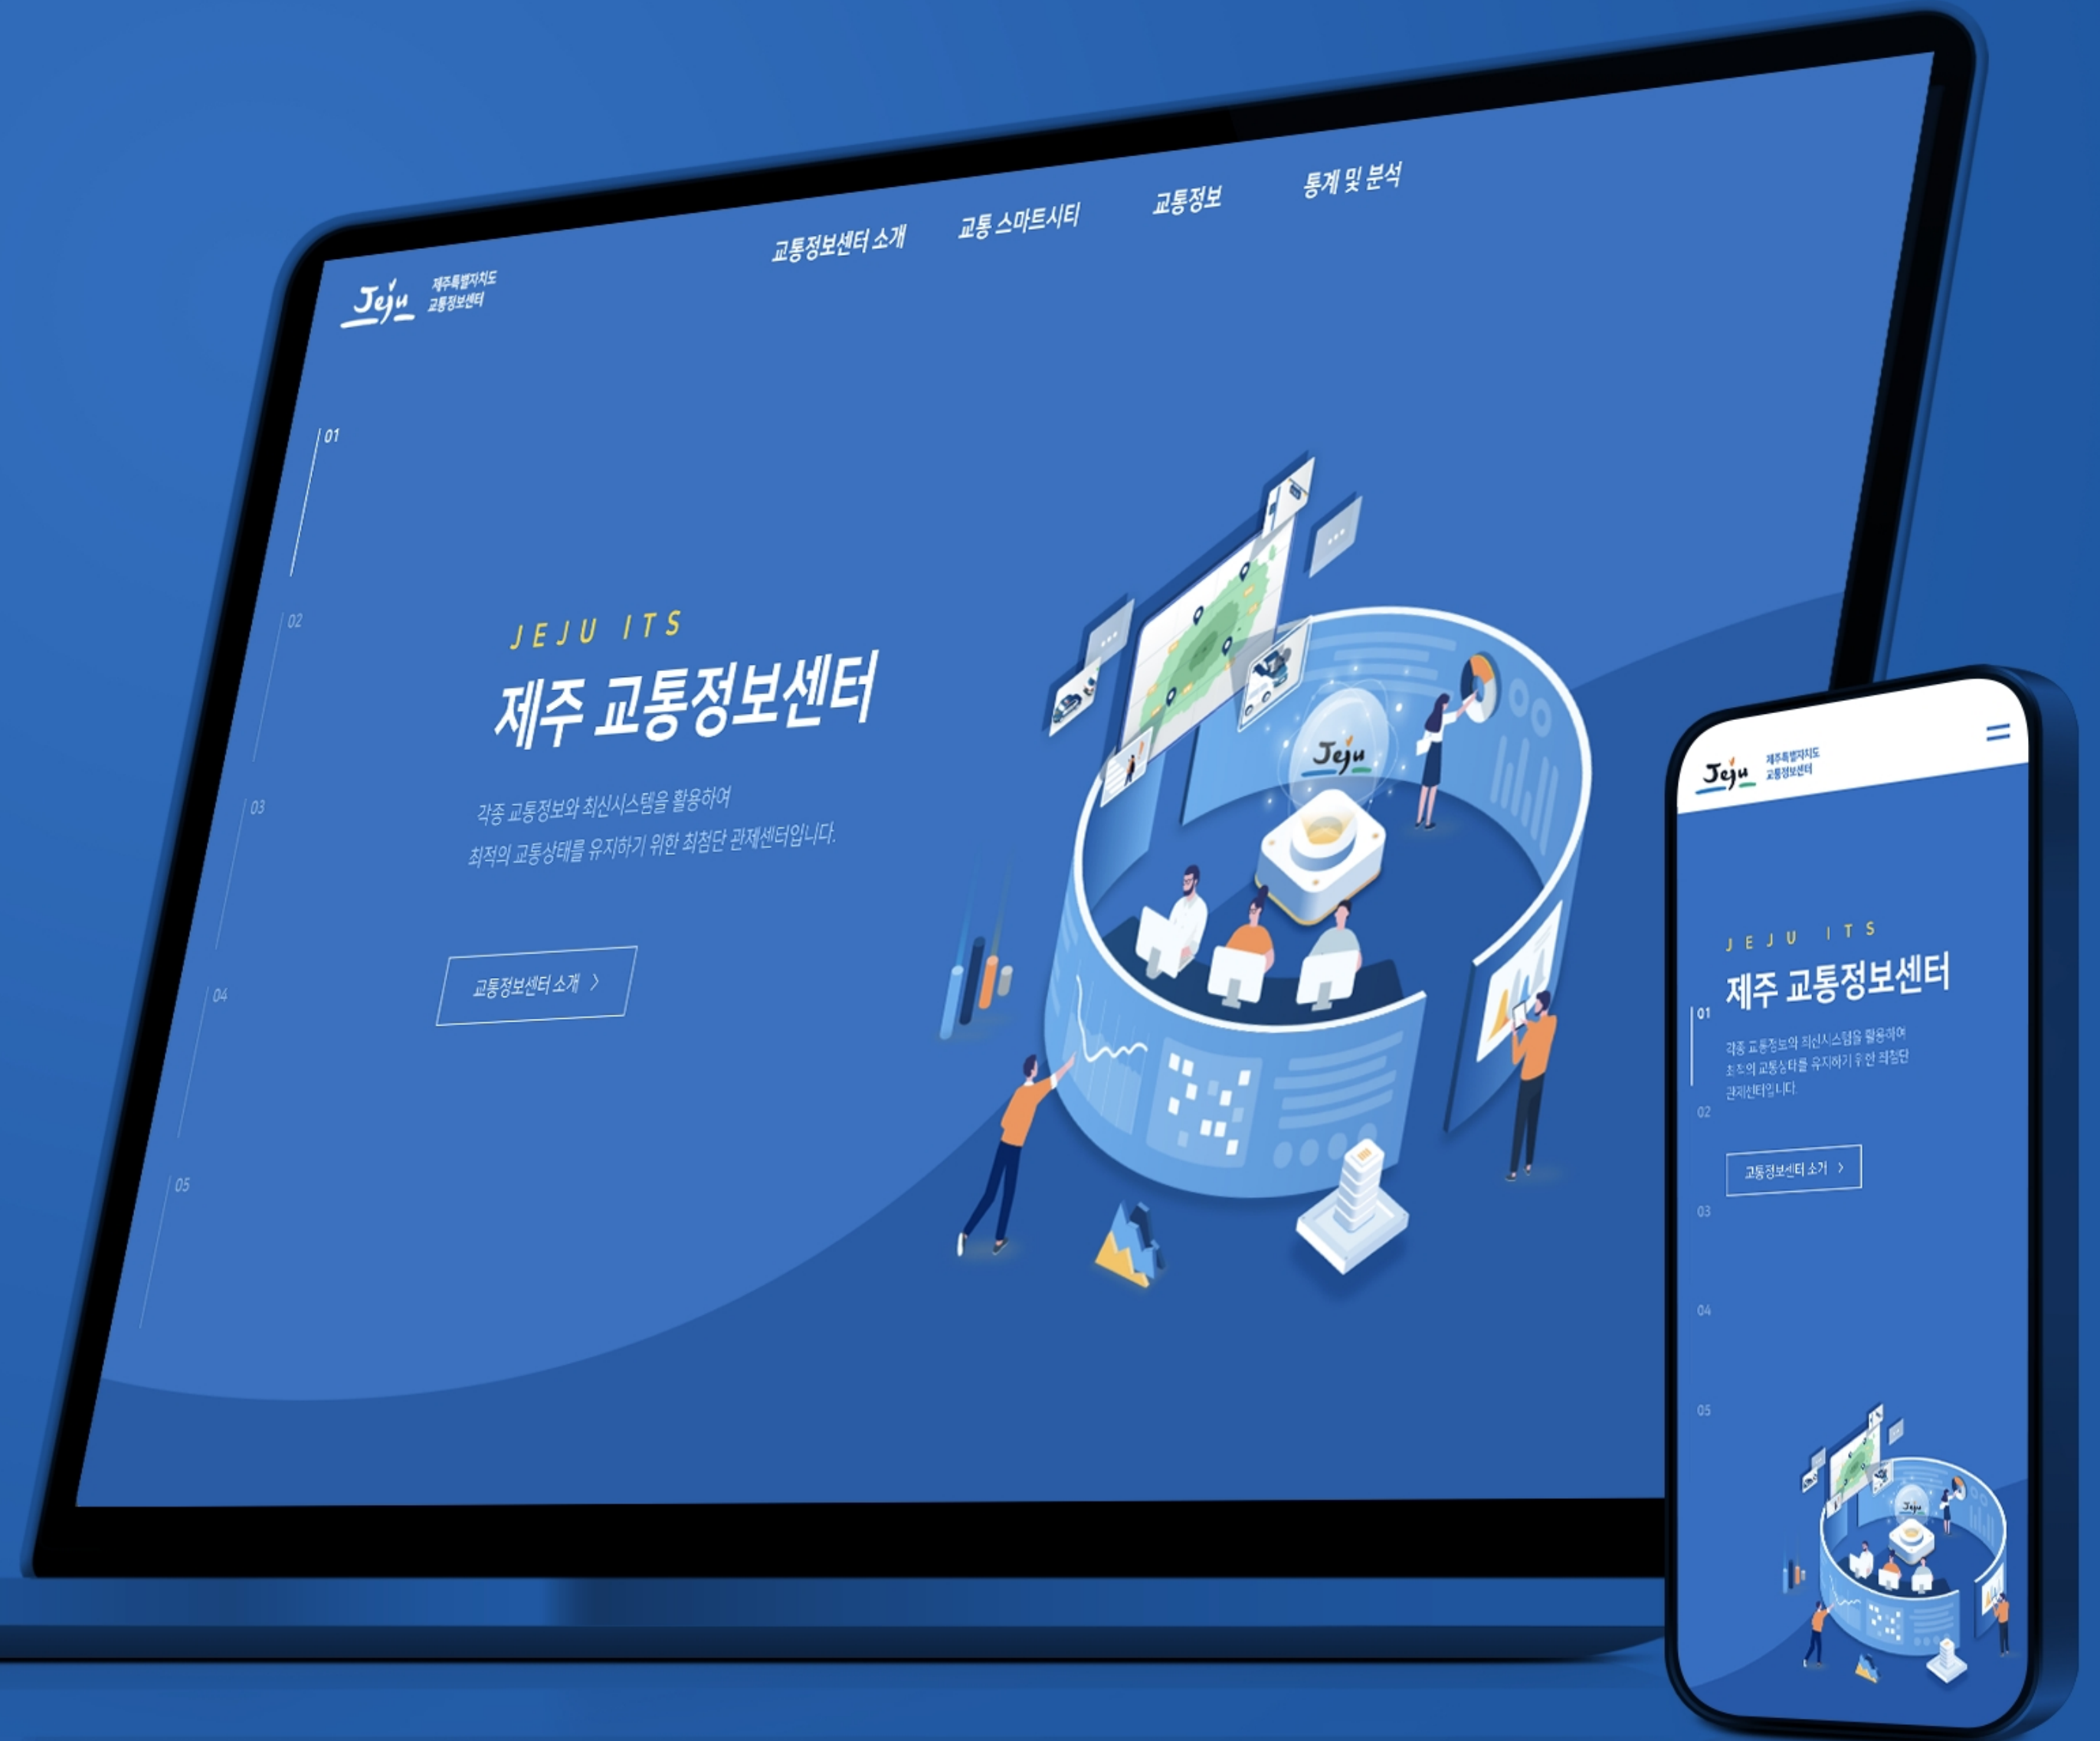 교통정보센터 소개
교통 스마트시티
교통정보
통계 및 분석
Jeju
제주특별자치도
교통정보센터
01
02
03
04
05
JEJU ITS
제주 교통정보센터
각종 교통정보와 최신시스템을 활용하여
최적의 교통상태를 유지하기 위한 최첨단 관제센터입니다.
교통정보센터 소개 >
Jeju
Jeju
제주특별자치도
교통정보센터
JEJU ITS
제주 교통정보센터
각종 교통정보와 최신시스템을 활용하여
최적의 교통상태를 유지하기 위한 최첨단
관제센터입니다.
교통정보센터 소개 >
01
02
03
04
05
Jeju